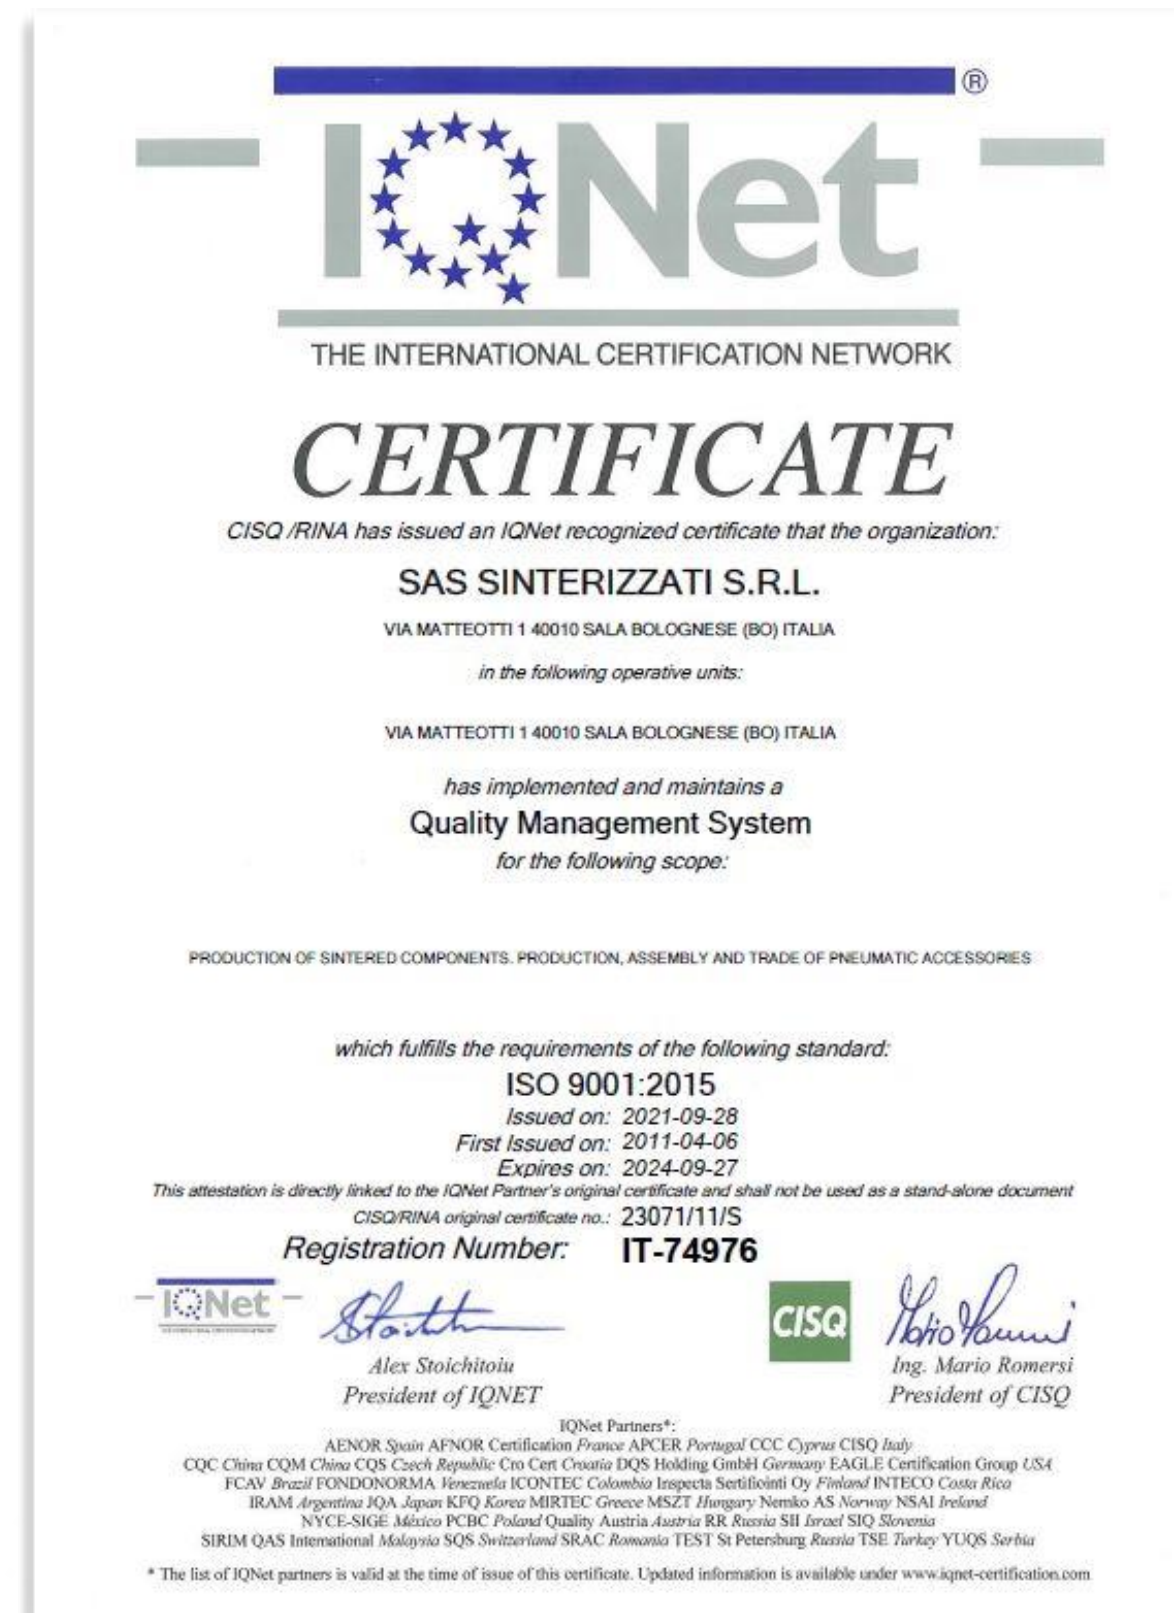 ®
IQNet
THE INTERNATIONAL CERTIFICATION NETWORK
CERTIFICATE
CISQ /RINA has issued an IQNet recognized certificate that the organization:
SAS SINTERIZZATI S.R.L.
VIA MATTEOTTI 1 40010 SALA BOLOGNESE (BO) ITALIA
in the following operative units:
VIA MATTEOTTI 1 40010 SALA BOLOGNESE (BO) ITALIA
has implemented and maintains a
Quality Management System
for the following scope:
PRODUCTION OF SINTERED COMPONENTS. PRODUCTION, ASSEMBLY AND TRADE OF PNEUMATIC ACCESSORIES
which fulfills the requirements of the following standard:
ISO 9001:2015
Issued on: 2021-09-28
First Issued on: 2011-04-06
Expires on: 2024-09-27
This attestation is directly linked to the IQNet Partner's original certificate and shall not be used as a stand-alone document
CISQ/RINA original certificate no.: 23071/11/S
Registration Number: IT-74976
IQNet
CISQ
Alex Stoichitoiu
President of IQNET
Ing. Mario Romersi
President of CISQ
IQNet Partners*:
AENOR Spain AFNOR Certification France APCER Portugal CCC Cyprus CISQ Italy
CQC China CQM China CQS Czech Republic Cro Cert Croatia DQS Holding GmbH Germany EAGLE Certification Group USA
FCAV Brazil FONDONORMA Venezuela ICONTEC Colombia Inspecta Sertifiointi Oy Finland INTECO Costa Rica
IRAM Argentina JQA Japan KFQ Korea MIRTEC Greece MSZT Hungary Nemko AS Norway NSAI Ireland
NYCE-SIGE México PCBC Poland Quality Austria Austria RR Russia SII Israel SIQ Slovenia
SIRIM QAS International Malaysia SQS Switzerland SRAC Romania TEST St Petersburg Russia TSE Turkey YUQS Serbia
* The list of IQNet partners is valid at the time of issue of this certificate. Updated information is available under www.iqnet-certification.com